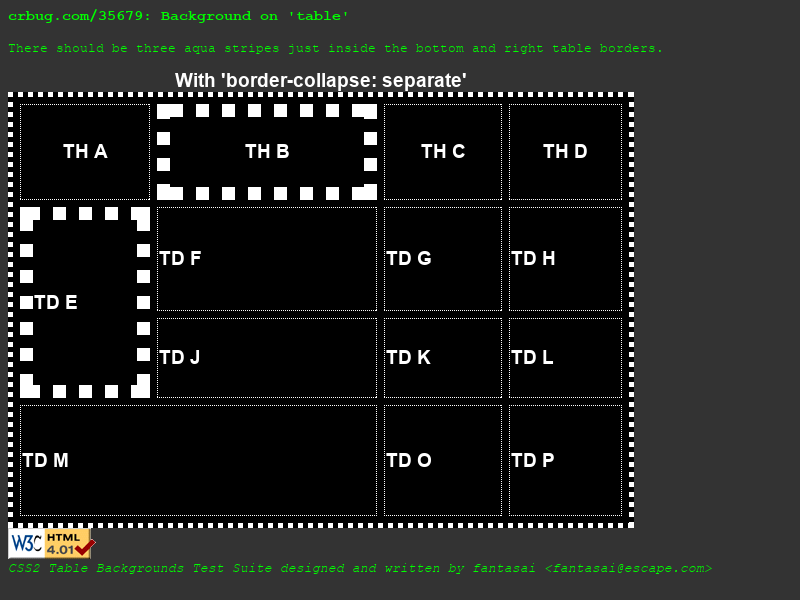 crbug.com/35679: Background on 'table'
There should be three aqua stripes just inside the bottom and right table borders.
With 'border-collapse: separate'
TH A TH B TH C TH D
TD F TD G TD H
TD E
TD J TD K TD L
TD M TD O TD P
W3C HTML 4.01
CSS2 Table Backgrounds Test Suite designed and written by fantasai <fantasai@escape.com>